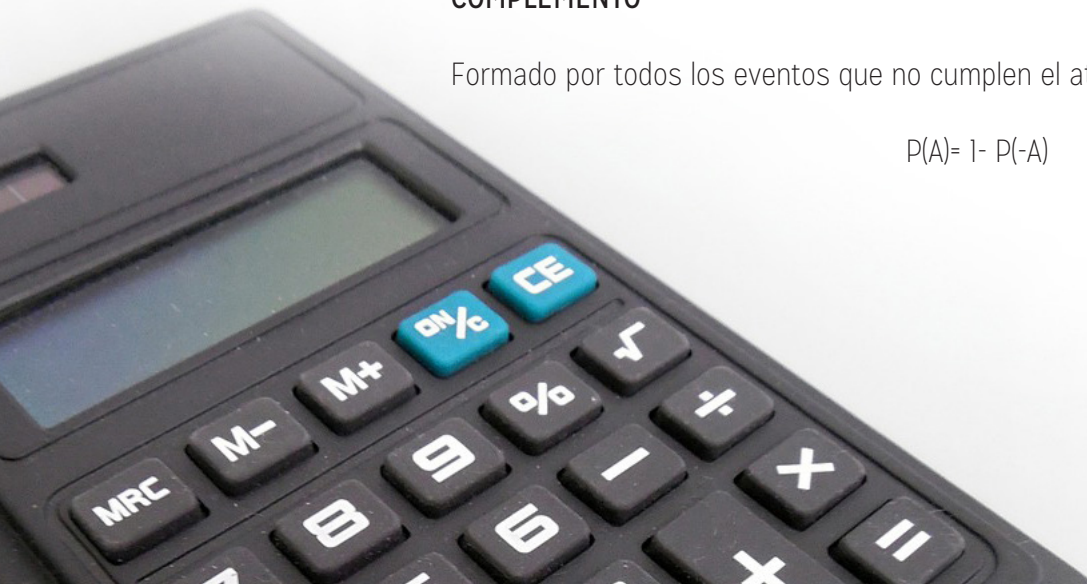 COMPLEMENTO
Formado por todos los eventos que no cumplen el
P(A)= 1- P(-A)
CE
ON/C
√
M+
%
÷
M-
9
-
×
MRC
8
6
=
+